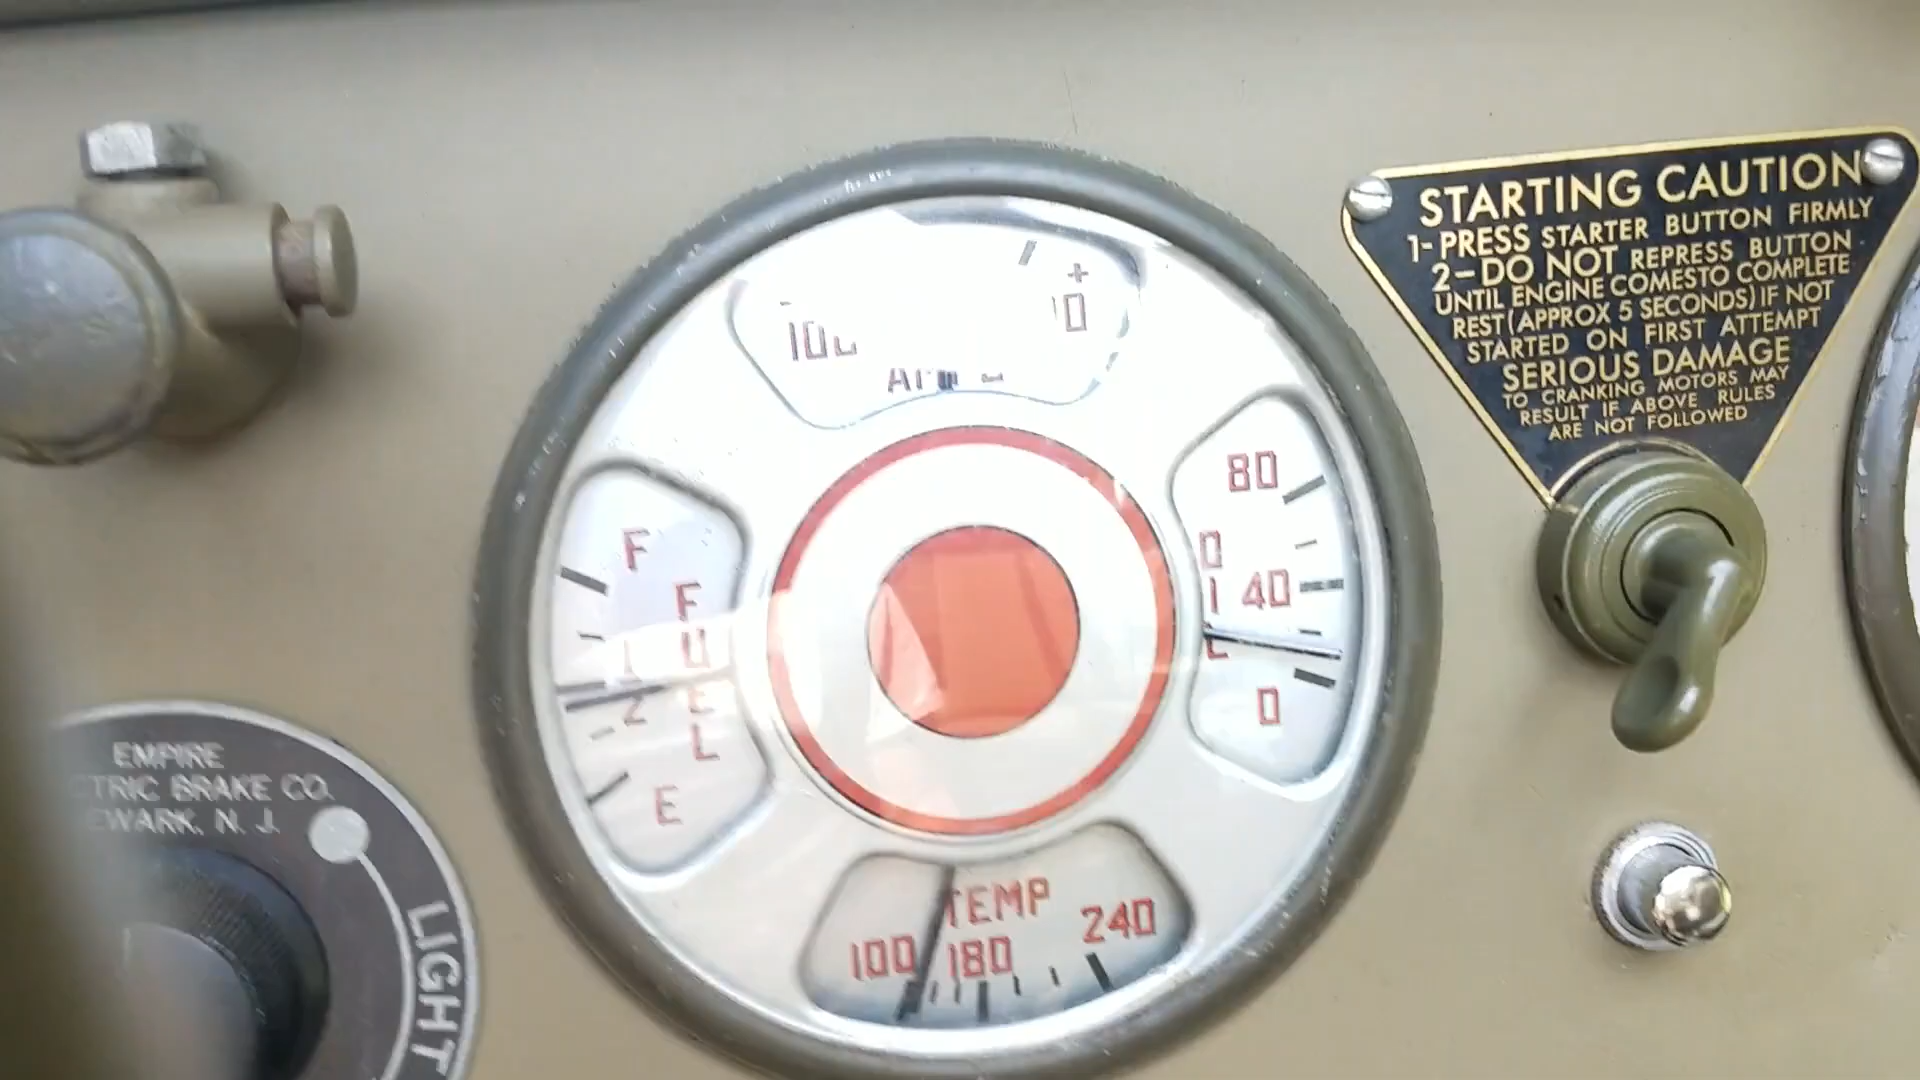 STARTING CAUTION
1- PRESS STARTER BUTTON FIRMLY
2-DO NOT REPRESS BUTTON
UNTIL ENGINE COMESTO COMPLETE
REST (APPROX 5 SECONDS) IF NOT
STARTED ON FIRST ATTEMPT
SERIOUS DAMAGE
TO CRANKING MOTORS MAY
RESULT IF ABOVE RULES
ARE NOT FOLLOWED
+
80
40
0
F
FUEL
E
TEMP
100 180 240
EMPIRE
BRAKE CO.
N. J.
LIGHT